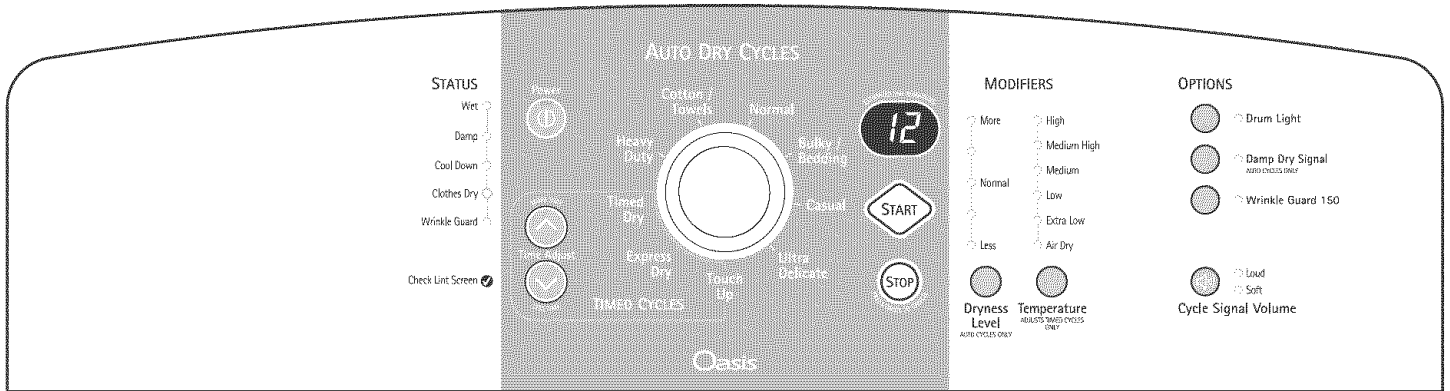 AUTO DRY CYCLES
STATUS
Wet
Damp
Cool Down
Clothes Dry
Wrinkle Guard
Check Lint Screen
Power
Cotton /
Towels
Normal
Heavy
Duty
Bulky /
Bedding
Timed
Dry
Casual
Express
Dry
Touch
Up
Ultra
Delicate
Time Adjust
TIMED CYCLES
12
START
STOP
Oasis
MODIFIERS
More
Normal
Less
High
Medium High
Medium
Low
Extra Low
Air Dry
Dryness
Level
AUTO CYCLES ONLY
Temperature
ADJUSTS TIMED CYCLES
ONLY
OPTIONS
Drum Light
Damp Dry Signal
AUTO CYCLES ONLY
Wrinkle Guard 150
Loud
Soft
Cycle Signal Volume